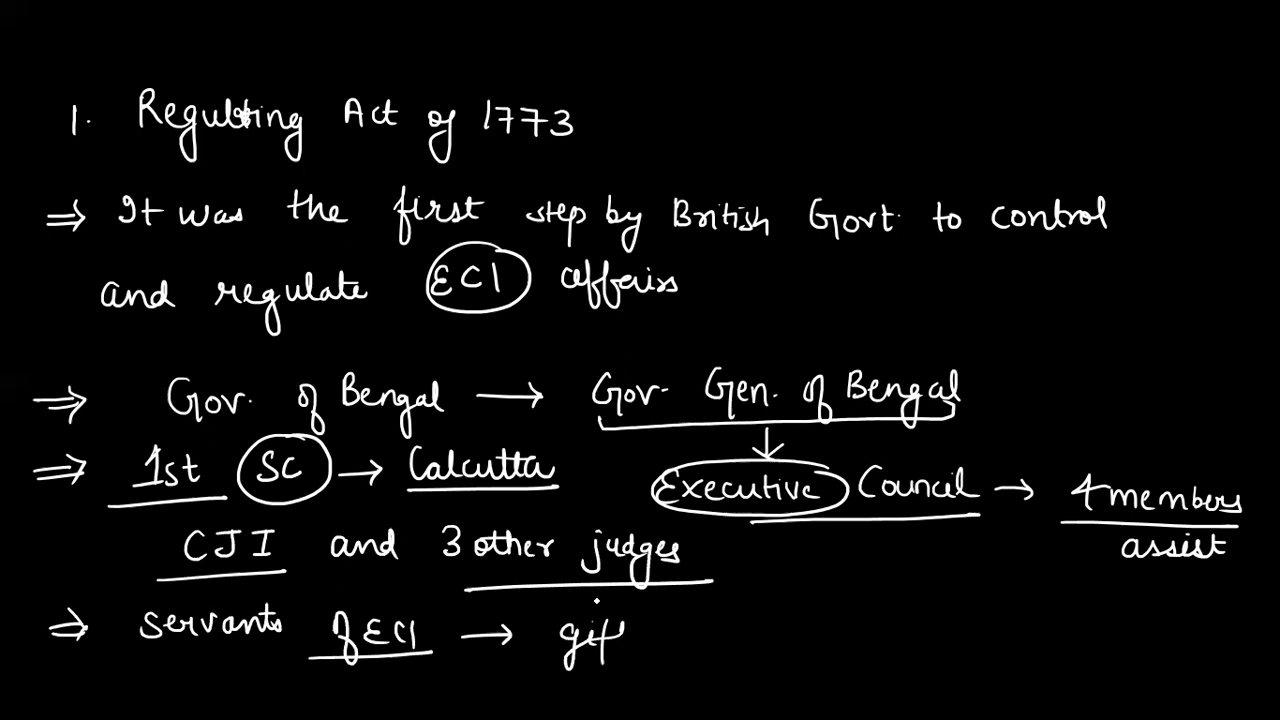 1. Regulating Act of 1773
⇒ It was the first step by British Govt. to control
and regulate ECI affairs
⇒ Gov. of Bengal → Gov. Gen. of Bengal
↓
⇒ 1st SC → Calcutta
Executive Council → 4 members
assist
CJI and 3 other judges
⇒ servants of ECI → gif